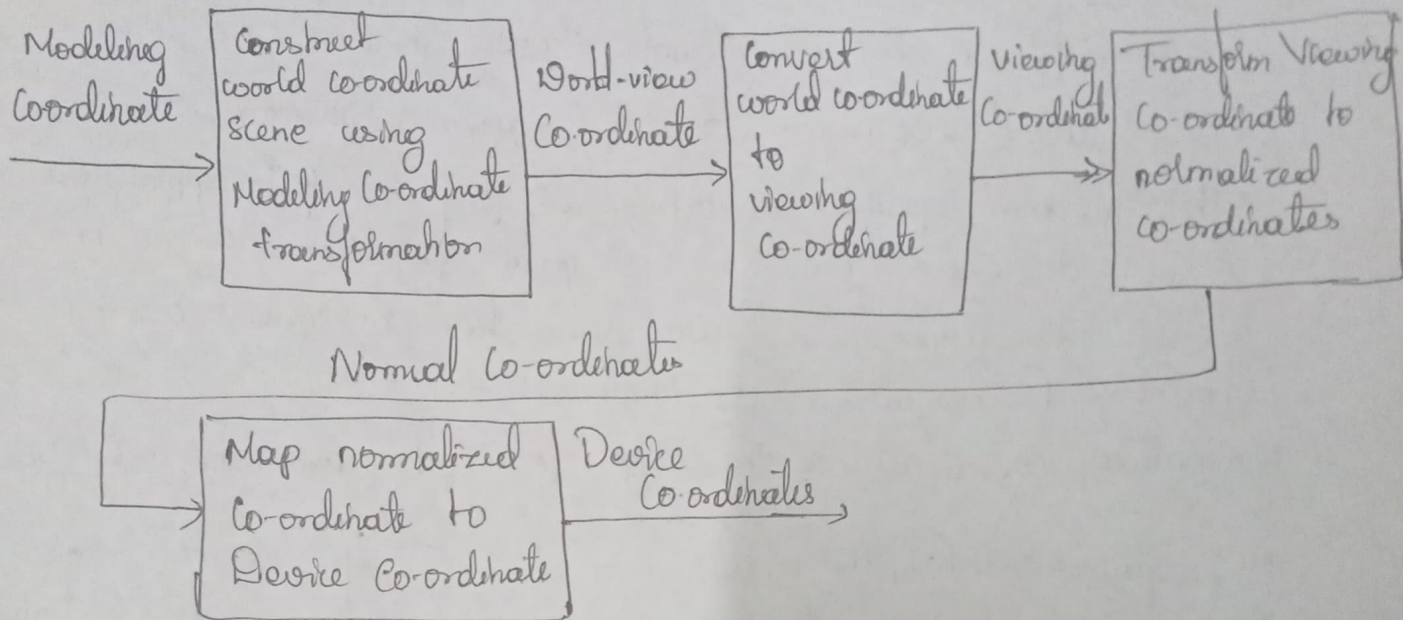 Modeling
Coordinate
Construct
world co-ordinate
scene using
Modeling Co-ordinate
transformation
World-view
Co-ordinate
Convert
world co-ordinate
to
viewing
co-ordinate
Viewing
Co-ordinat
Transform Viewing
Co-ordinate to
normalized
co-ordinates
Normal Co-ordinates
Map normalized
Co-ordinate to
Device Co-ordinate
Device
Co-ordinates